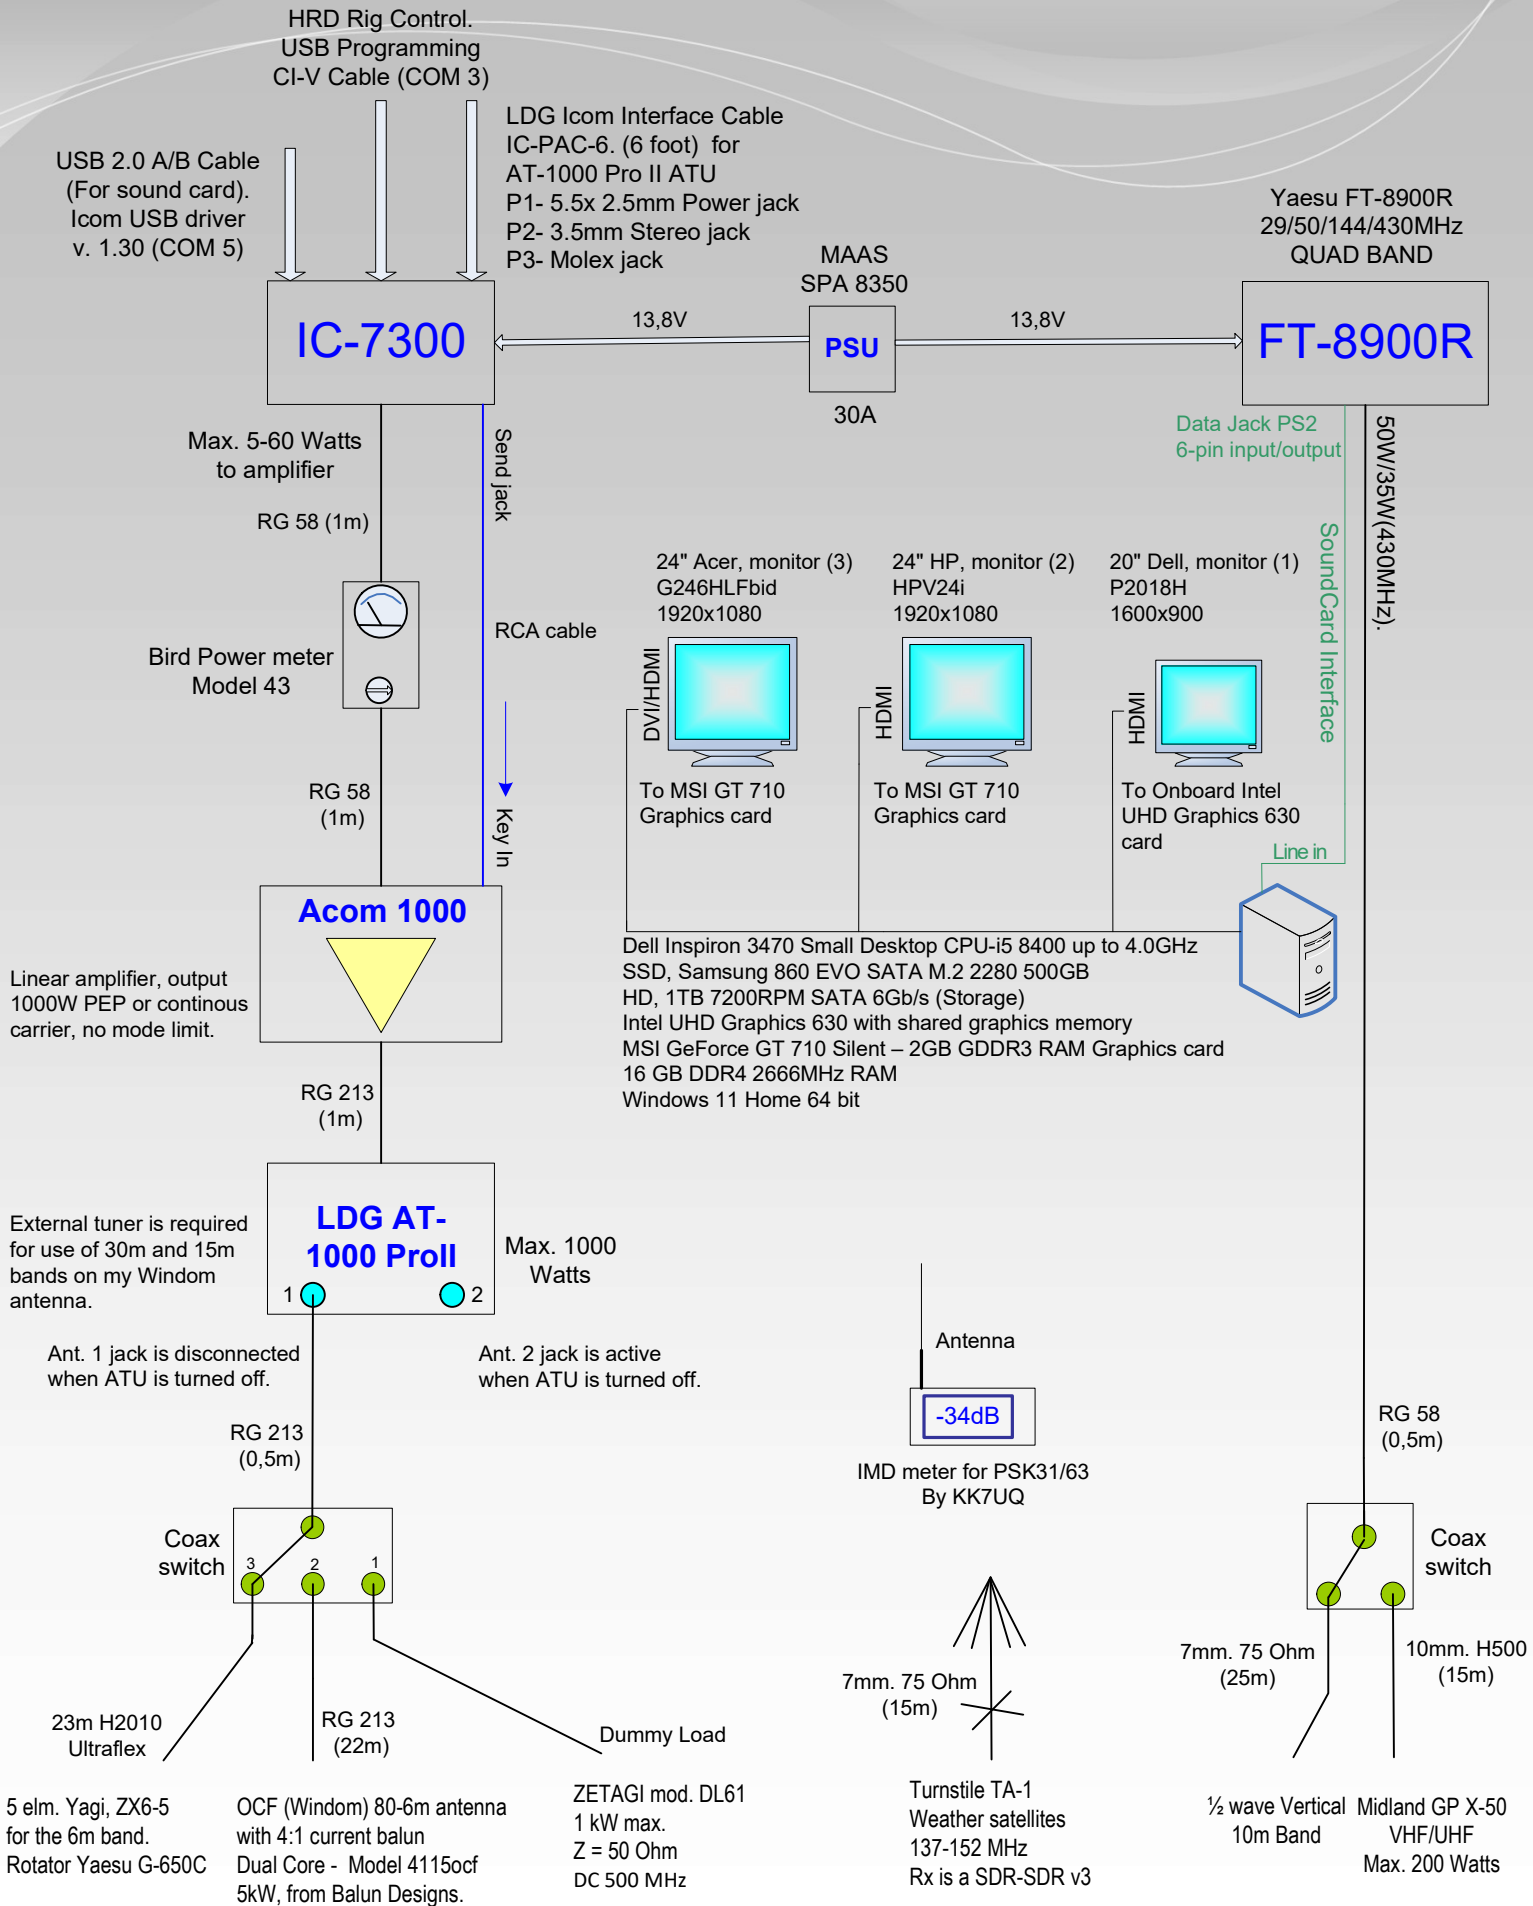 HRD Rig Control.
USB Programming
CI-V Cable (COM 3)
USB 2.0 A/B Cable
(For sound card).
Icom USB driver
v. 1.30 (COM 5)
LDG Icom Interface Cable
IC-PAC-6. (6 foot)  for
AT-1000 Pro II ATU
P1- 5.5x 2.5mm Power jack
P2- 3.5mm Stereo jack
P3- Molex jack
Yaesu FT-8900R
29/50/144/430MHz
QUAD BAND
MAAS
SPA 8350
IC-7300
13,8V
PSU
13,8V
FT-8900R
30A
Max. 5-60 Watts
to amplifier
Send jack
Data Jack PS2
6-pin input/output
50W/35W(430MHz).
RG 58 (1m)
SoundCard Interface
24" Acer, monitor (3)
G246HLFbid
1920x1080
24" HP, monitor (2)
HPV24i
1920x1080
20" Dell, monitor (1)
P2018H
1600x900
RCA cable
Bird Power meter
Model 43
DVI/HDMI
HDMI
HDMI
To MSI GT 710
Graphics card
To MSI GT 710
Graphics card
To Onboard Intel
UHD Graphics 630
card
RG 58
(1m)
Key In
Line in
Acom 1000
Linear amplifier, output
1000W PEP or continous
carrier, no mode limit.
Dell Inspiron 3470 Small Desktop CPU-i5 8400 up to 4.0GHz
SSD, Samsung 860 EVO SATA M.2 2280 500GB
HD, 1TB 7200RPM SATA 6Gb/s (Storage)
Intel UHD Graphics 630 with shared graphics memory
MSI GeForce GT 710 Silent – 2GB GDDR3 RAM Graphics card
16 GB DDR4 2666MHz RAM
Windows 11 Home 64 bit
RG 213
(1m)
External tuner is required
for use of 30m and 15m
bands on my Windom
antenna.
LDG AT-
1000 ProII
1
2
Max. 1000
Watts
Ant. 1 jack is disconnected
when ATU is turned off.
Ant. 2 jack is active
when ATU is turned off.
Antenna
-34dB
IMD meter for PSK31/63
By KK7UQ
RG 213
(0,5m)
RG 58
(0,5m)
Coax
switch
3
2
1
Coax
switch
23m H2010
Ultraflex
RG 213
(22m)
Dummy Load
7mm. 75 Ohm
(15m)
7mm. 75 Ohm
(25m)
10mm. H500
(15m)
5 elm. Yagi, ZX6-5
for the 6m band.
Rotator Yaesu G-650C
OCF (Windom) 80-6m antenna
with 4:1 current balun
Dual Core -  Model 4115ocf
5kW, from Balun Designs.
ZETAGI mod. DL61
1 kW max.
Z = 50 Ohm
DC 500 MHz
Turnstile TA-1
Weather satellites
137-152 MHz
Rx is a SDR-SDR v3
½ wave Vertical
10m Band
Midland GP X-50
VHF/UHF
Max. 200 Watts